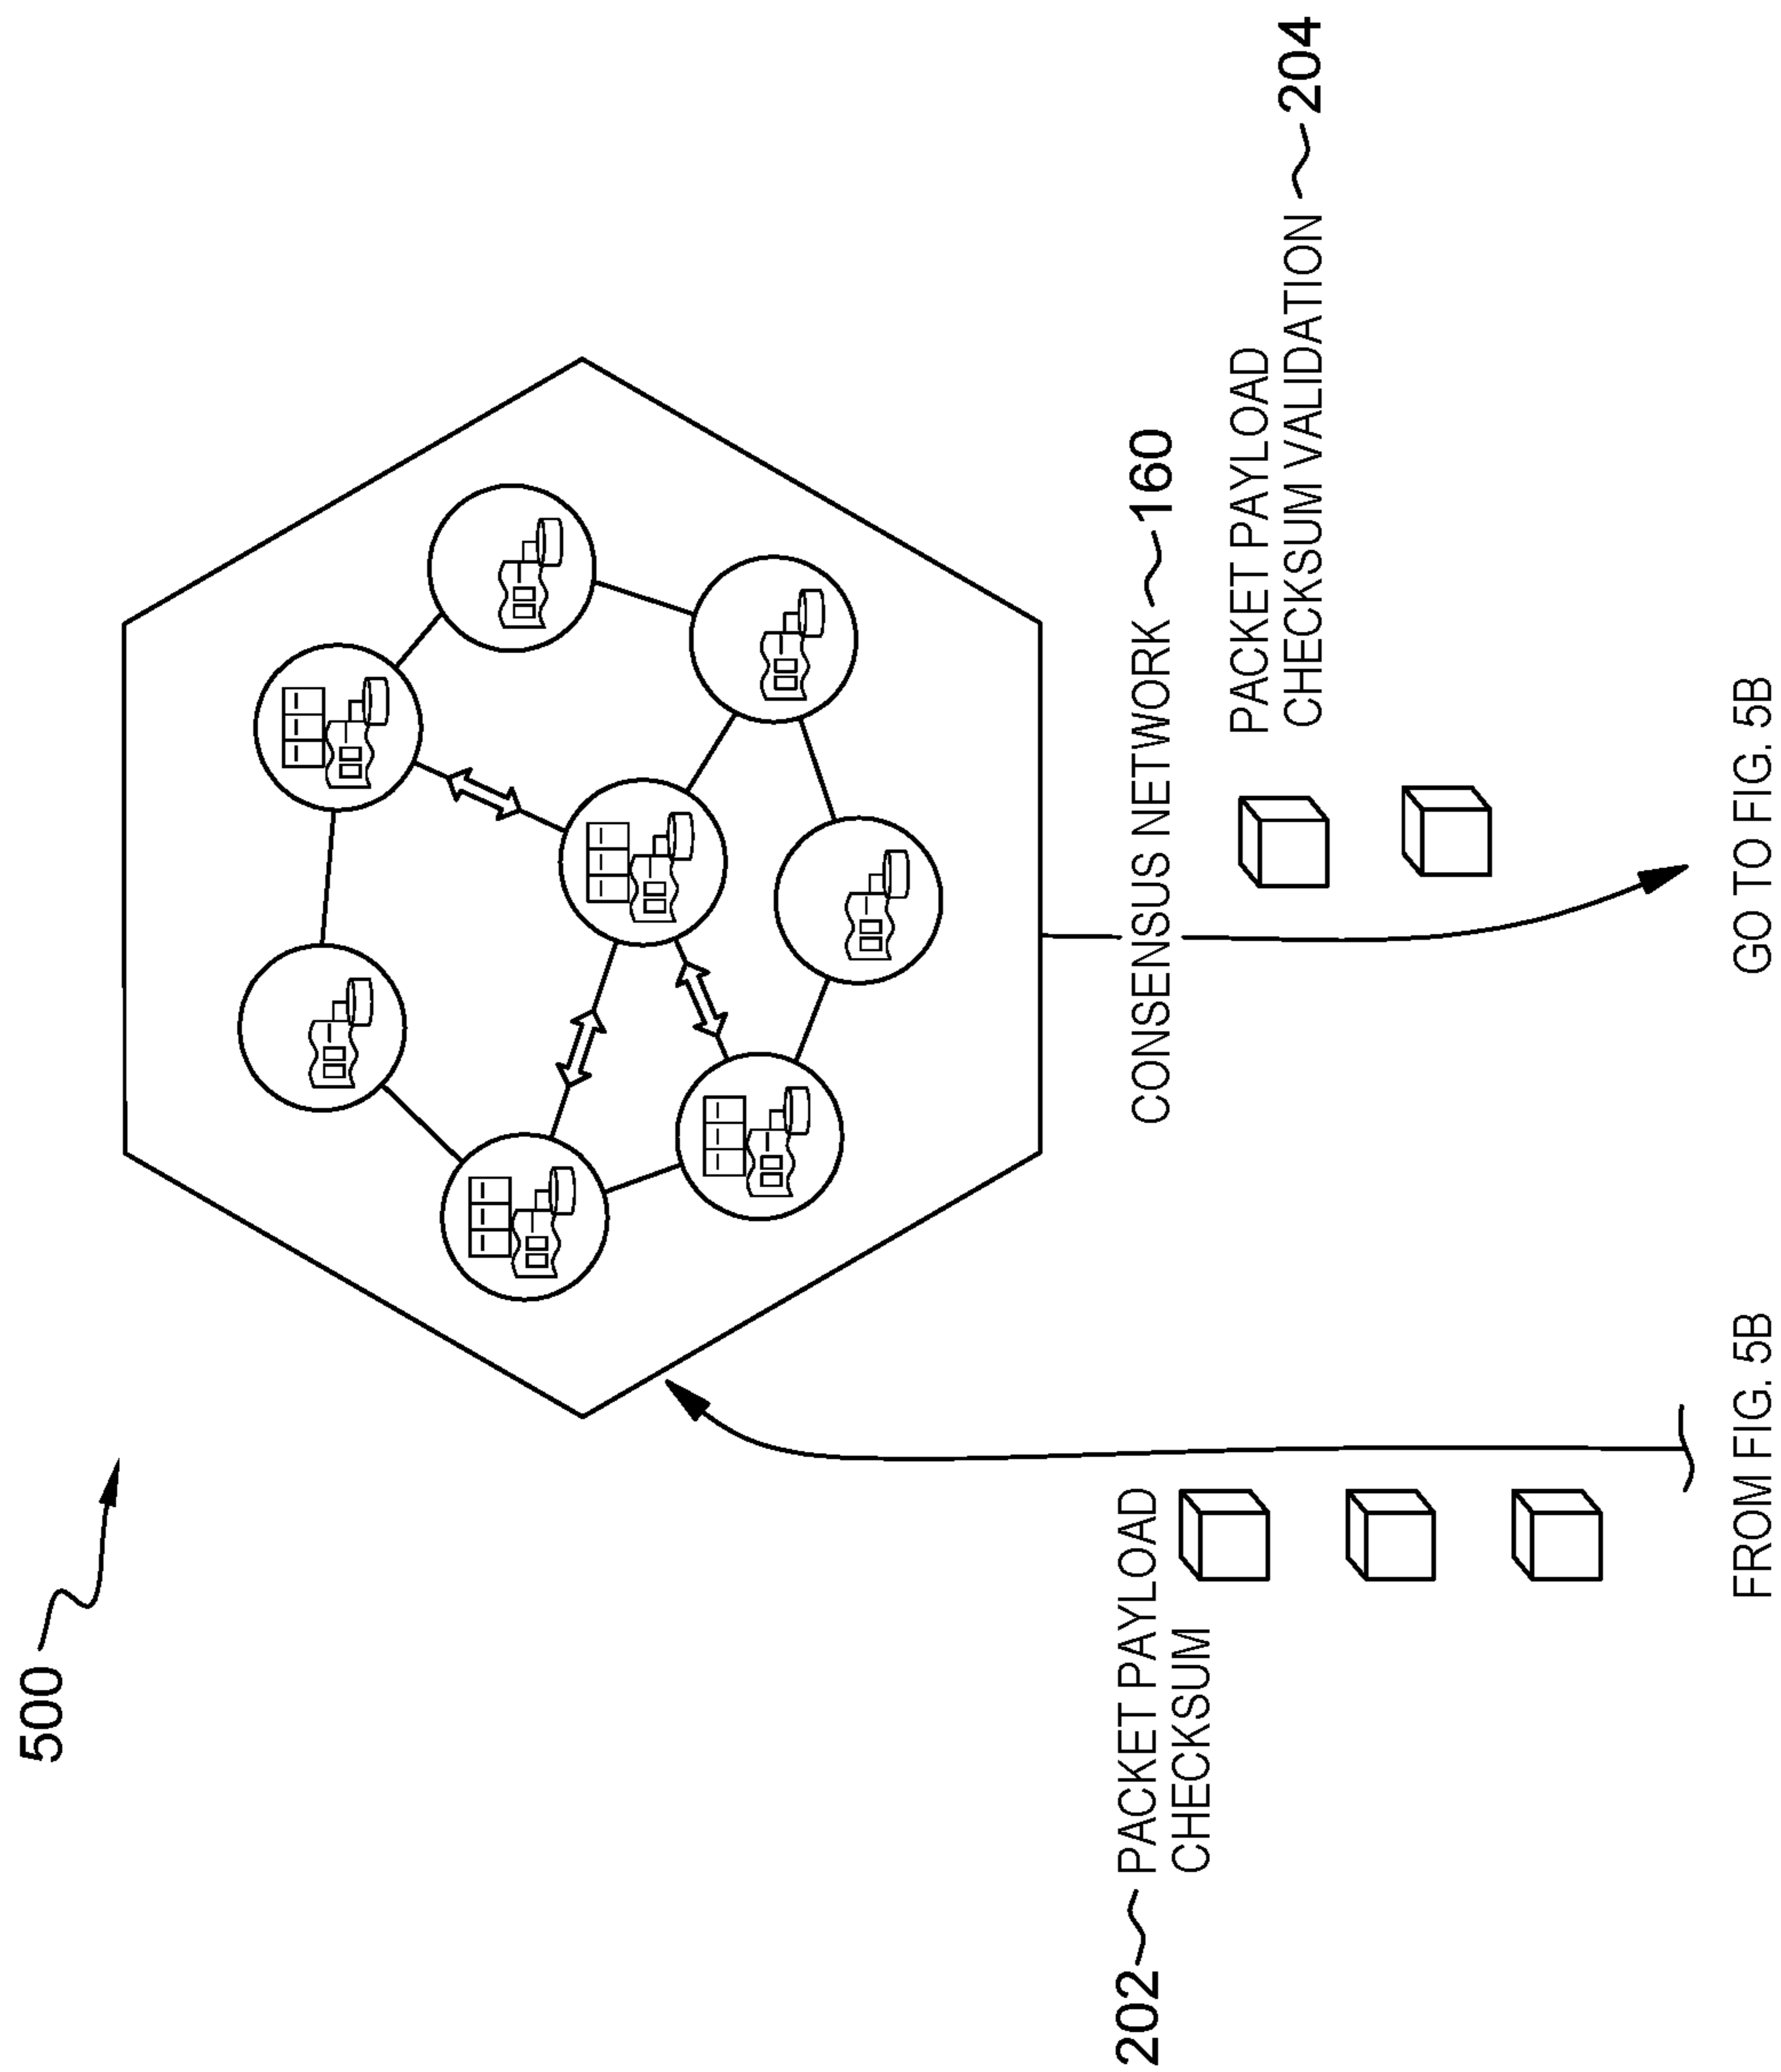 500
202
PACKET PAYLOAD
CHECKSUM
CONSENSUS NETWORK
160
PACKET PAYLOAD
CHECKSUM VALIDATION
204
FROM FIG. 5B
GO TO FIG. 5B